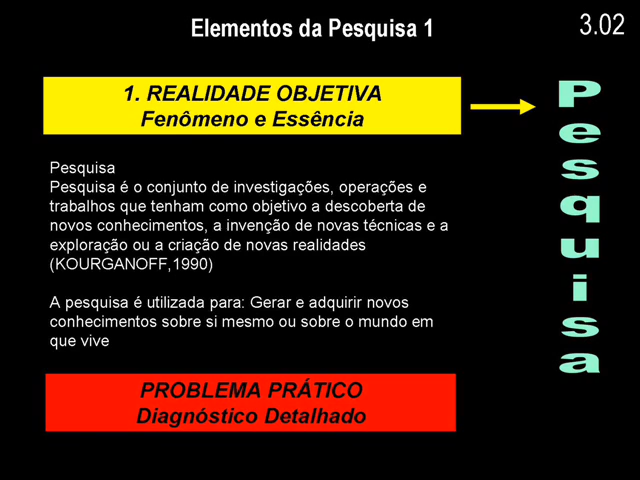 Elementos da Pesquisa 1
3.02
1. REALIDADE OBJETIVA
Fenômeno e Essência
Pesquisa
Pesquisa
Pesquisa é o conjunto de investigações, operações e
trabalhos que tenham como objetivo a descoberta de
novos conhecimentos, a invenção de novas técnicas e a
exploração ou a criação de novas realidades
(KOURGANOFF,1990)
A pesquisa é utilizada para: Gerar e adquirir novos
conhecimentos sobre si mesmo ou sobre o mundo em
que vive
PROBLEMA PRÁTICO
Diagnóstico Detalhado